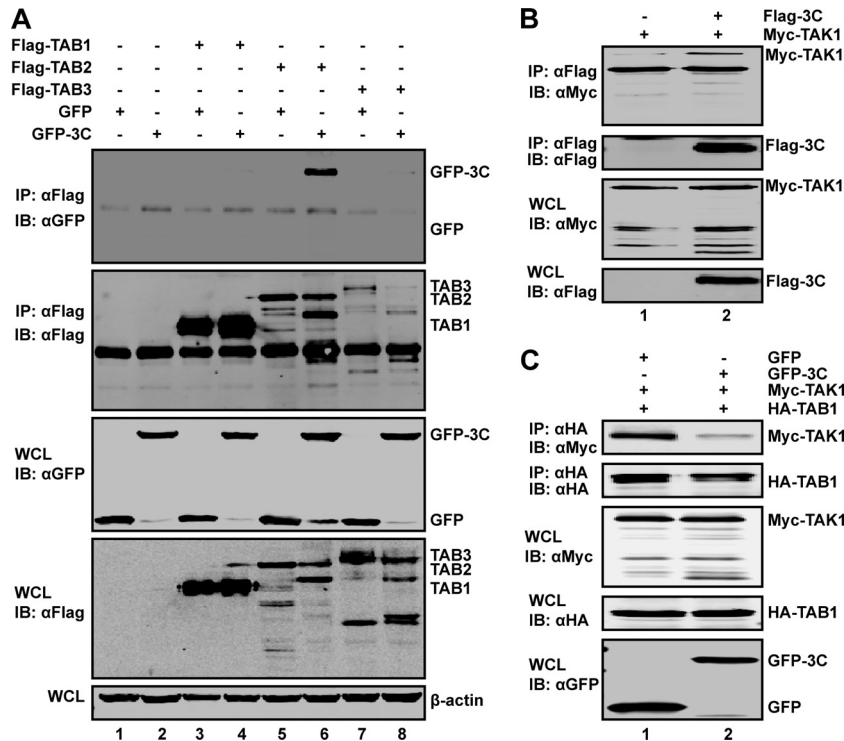 A
Flag-TAB1 - - + + - - - -
Flag-TAB2 - - - - + + - -
Flag-TAB3 - - - - - - + +
GFP + - + - + - + -
GFP-3C - + - + - + - +
IP: αFlag
IB: αGFP
GFP-3C
GFP
IP: αFlag
IB: αFlag
TAB3
TAB2
TAB1
WCL
IB: αGFP
GFP-3C
GFP
WCL
IB: αFlag
TAB3
TAB2
TAB1
WCL
β-actin
1 2 3 4 5 6 7 8
B
- + Flag-3C
+ + Myc-TAK1
IP: αFlag
IB: αMyc
Myc-TAK1
IP: αFlag
IB: αFlag
Flag-3C
WCL
IB: αMyc
Myc-TAK1
WCL
IB: αFlag
Flag-3C
1 2
C
+ - GFP
- + GFP-3C
+ + Myc-TAK1
+ + HA-TAB1
IP: αHA
IB: αMyc
Myc-TAK1
IP: αHA
IB: αHA
HA-TAB1
WCL
IB: αMyc
Myc-TAK1
WCL
IB: αHA
HA-TAB1
WCL
IB: αGFP
GFP-3C
GFP
1 2